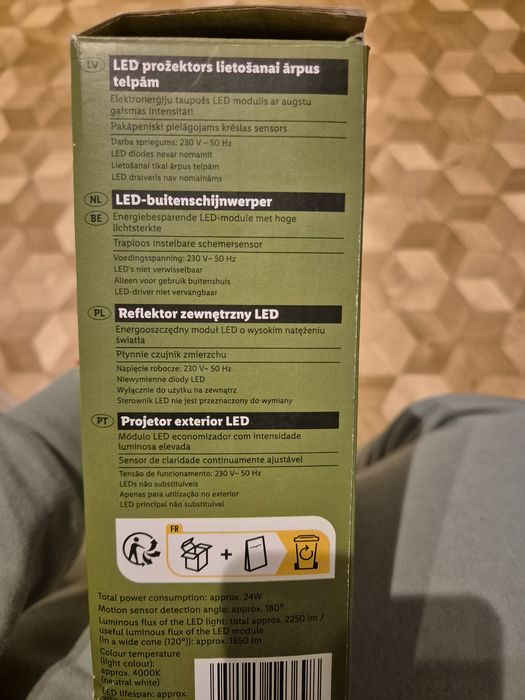 LV LED prožektors lietošanai ārpus
telpām
Elektroenerģiju taupošs LED modulis ar augstu
gaismas intensitāti
Pakāpeniski pielāgojams krēslas sensors
Darba spriegums: 230 V ~ 50 Hz
LED diodes nevar nomainīt
Lietošanai tikai ārpus telpām
LED draiveris nav nomaināms
NL LED-buitenschijnwerper
BE Energiebesparende LED-module met hoge
lichtsterkte
Traploos instelbare schemersensor
Voedingsspanning: 230 V~ 50 Hz
LED's niet verwisselbaar
Alleen voor gebruik buitenshuis
LED-driver niet vervangbaar
PL Reflektor zewnętrzny LED
Energooszczędny moduł LED o wysokim natężeniu
światła
Płynnie czujnik zmierzchu
Napięcie robocze: 230 V~ 50 Hz
Niewymienne diody LED
Wyłącznie do użytku na zewnątrz
Sterownik LED nie jest przeznaczony do wymiany
PT Projetor exterior LED
Módulo LED economizador com intensidade
luminosa elevada
Sensor de claridade continuamente ajustável
Tensão de funcionamento: 230 V~ 50 Hz
LEDs não substituíveis
Apenas para utilização no exterior
LED principal não substituível
FR
+
Total power consumption: approx. 24W
Motion sensor detection angle: approx. 180°
Luminous flux of the LED light: total approx. 2250 lm /
useful luminous flux of the LED module
(in a wide cone (120°)): approx. 1850 lm
Colour temperature
(light colour):
approx. 4000K
(neutral white)
LED lifespan: approx.